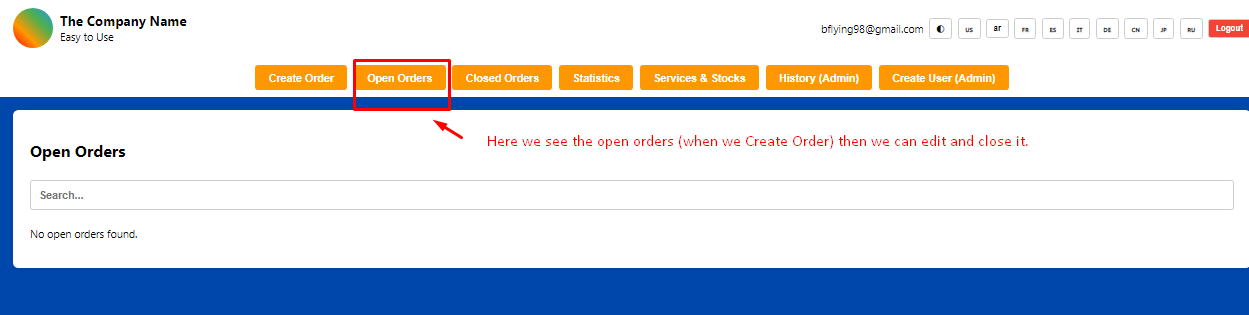 The Company Name
Easy to Use
bflying98@gmail.com US ar FR ES IT DE CN JP RU Logout
Create Order Open Orders Closed Orders Statistics Services & Stocks History (Admin) Create User (Admin)
Here we see the open orders (when we Create Order) then we can edit and close it.
Open Orders
Search...
No open orders found.